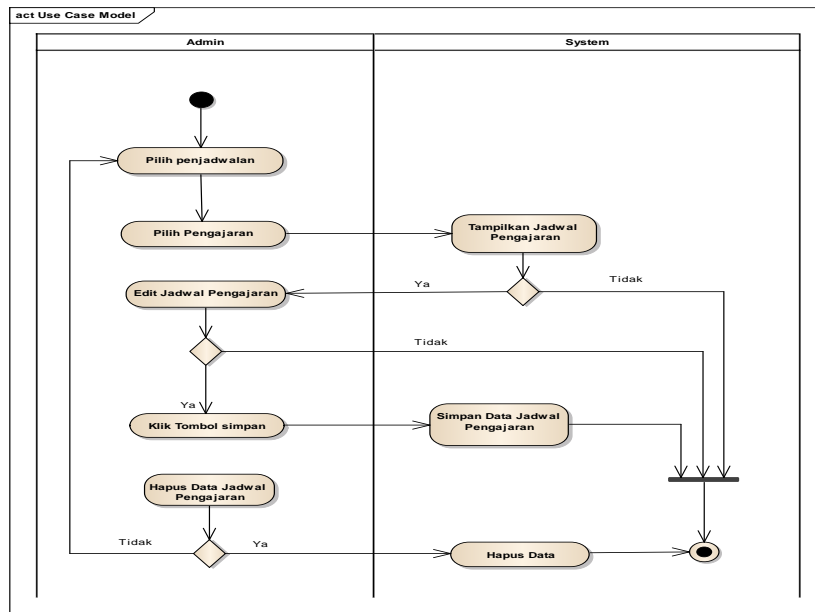 act Use Case Model
Admin
System
Pilih penjadwalan
Pilih Pengajaran
Tampilkan Jadwal
Pengajaran
Edit Jadwal Pengajaran
Ya
Tidak
Tidak
Ya
Klik Tombol simpan
Simpan Data Jadwal
Pengajaran
Hapus Data Jadwal
Pengajaran
Tidak
Ya
Hapus Data